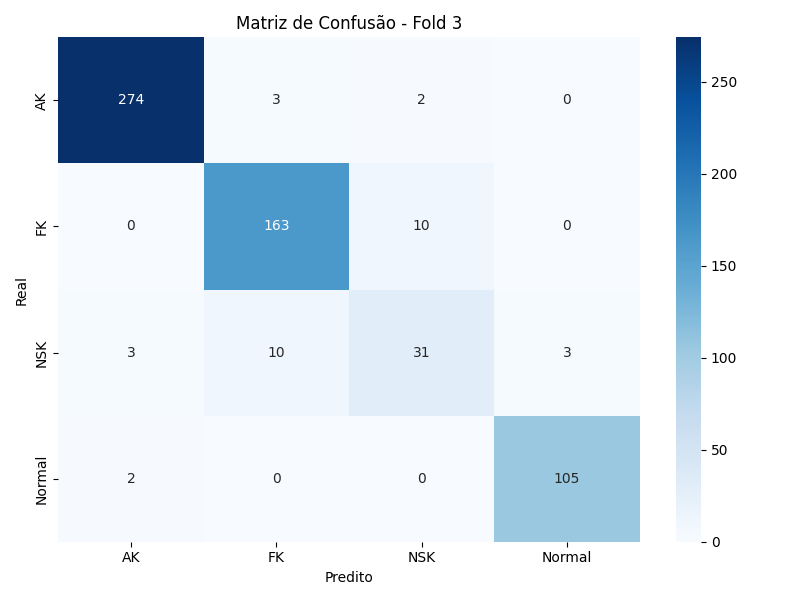 Matriz de Confusão - Fold 3
AK 274 3 2 0
FK 0 163 10 0
NSK 3 10 31 3
Normal 2 0 0 105
AK FK NSK Normal
Predito
Real
250
200
150
100
50
0